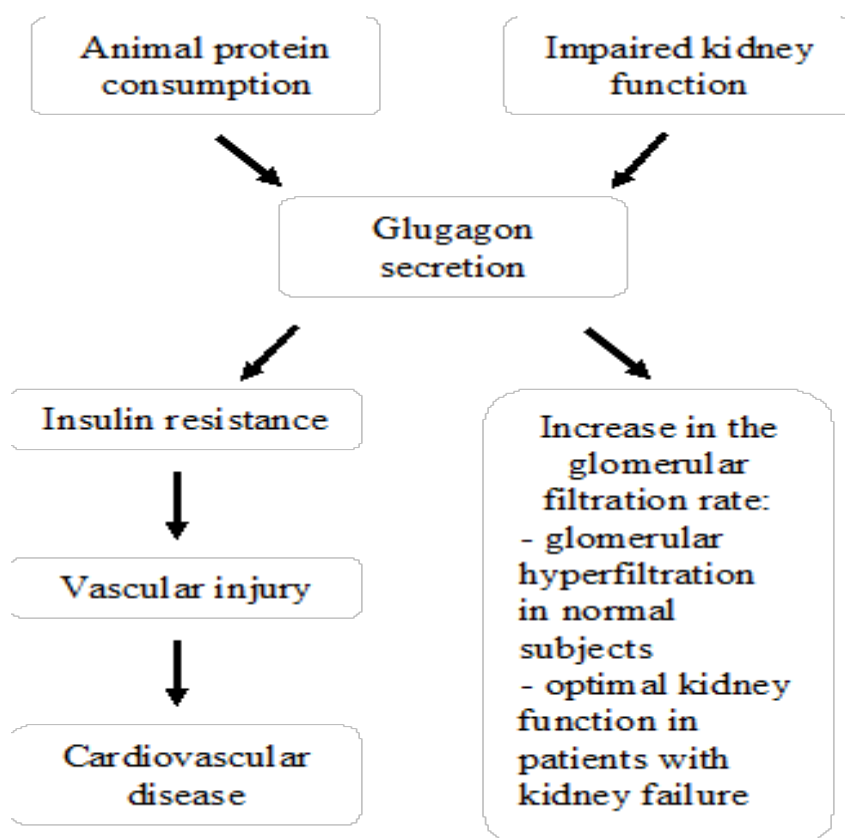 Animal protein
consumption
Impaired kidney
function
Glugagon
secretion
Insulin resistance
Vascular injury
Cardiovascular
disease
Increase in the
glomerular
filtration rate:
- glomerular
hyperfiltration
in normal
subjects
- optimal kidney
function in
patients with
kidney failure